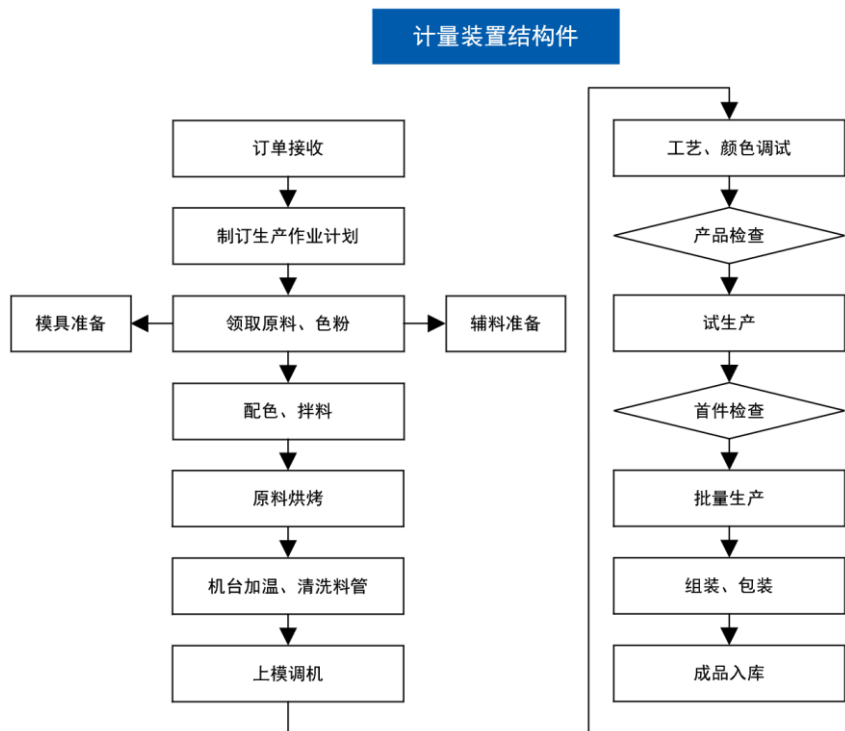 计量装置结构件
订单接收
制订生产作业计划
模具准备
领取原料、色粉
辅料准备
配色、拌料
原料烘烤
机台加温、清洗料管
上模调机
工艺、颜色调试
产品检查
试生产
首件检查
批量生产
组装、包装
成品入库